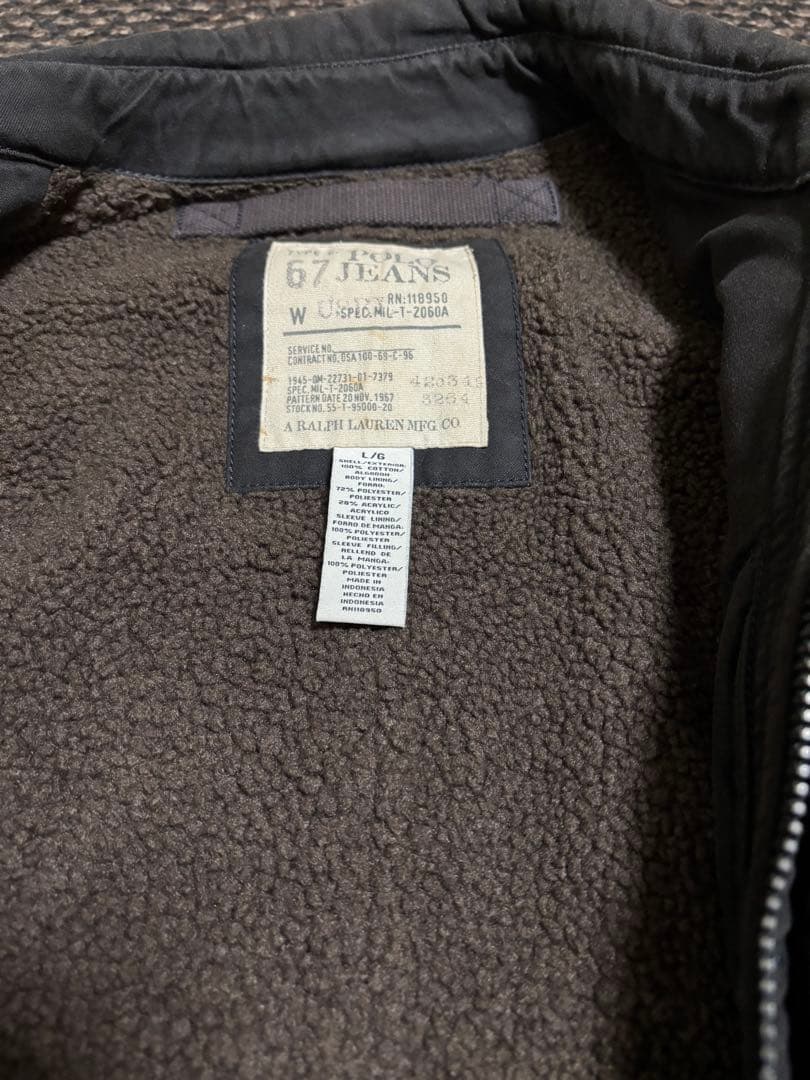 67 POLO
JEANS
RN:118950
W SPEC.MIL-T-2060A
SERVICE NO.
CONTRACT NO. DSA 100-69-C-96
1945-OM-22731-01-7379
SPEC. MIL-T-2060A
PATTERN DATE 20 NOV. 1967
STOCK NO. 55-T-95000-20
3264
A RALPH LAUREN MFG CO
L/G
SHELL/EXTERIOR:
100% COTTON/
ALGODON
BODY LINING/
FORRO:
72% POLYESTER/
POLIESTER
28% ACRYLIC/
ACRYLICO
SLEEVE LINING/
FORRO DE MANGA:
100% POLYESTER/
POLIESTER
SLEEVE FILLING/
RELLENO DE
LA MANGA:
100% POLYESTER/
POLIESTER
MADE IN
INDONESIA
HECHO EN
INDONESIA
RN118950